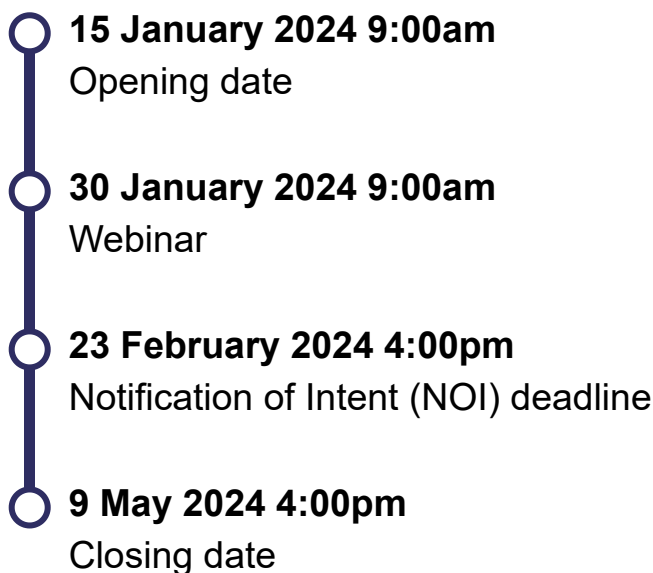 15 January 2024 9:00am
Opening date
30 January 2024 9:00am
Webinar
23 February 2024 4:00pm
Notification of Intent (NOI) deadline
9 May 2024 4:00pm
Closing date